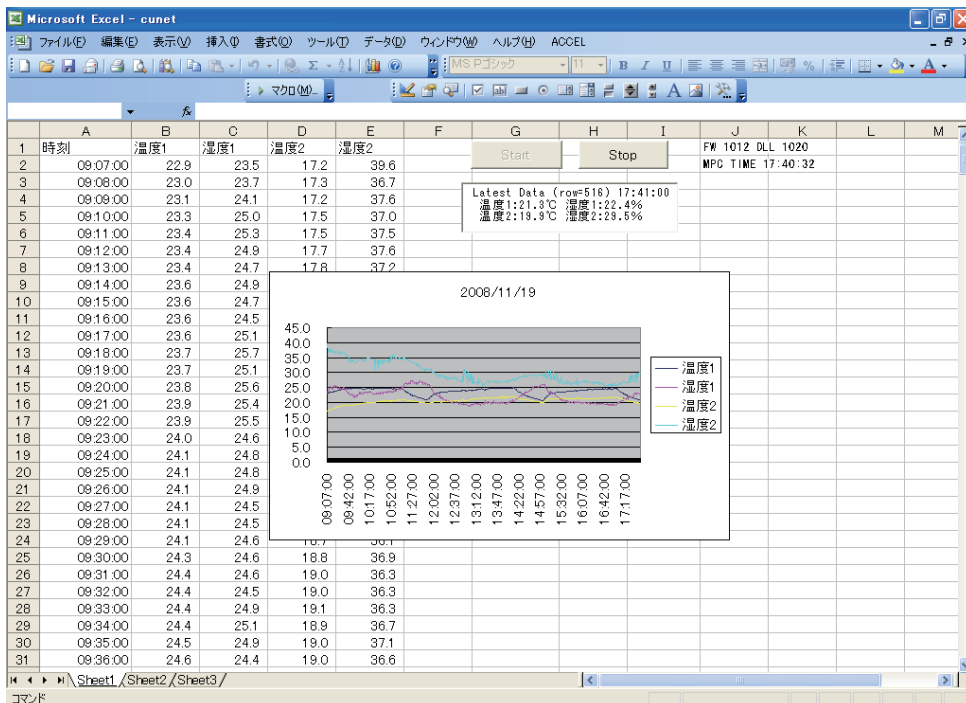 Microsoft Excel - cunet
ファイル(F) 編集(E) 表示(V) 挿入(I) 書式(O) ツール(T) データ(D) ウィンドウ(W) ヘルプ(H) ACCEL
MS Pゴシック 11 B I U
マクロ(M)
fx
A B C D E F G H I J K L M
1 時刻 温度1 湿度1 温度2 湿度2 Start Stop FW 1012 DLL 1020
2 09:07:00 22.9 23.5 17.2 39.6 MPC TIME 17:40:32
3 09:08:00 23.0 23.7 17.3 36.7
Latest Data (row=516) 17:41:00
温度1:21.3℃ 湿度1:22.4%
温度2:19.9℃ 湿度2:29.5%
4 09:09:00 23.1 24.1 17.2 37.6
5 09:10:00 23.3 25.0 17.5 37.0
6 09:11:00 23.4 25.3 17.5 37.5
7 09:12:00 23.4 24.9 17.7 37.6
8 09:13:00 23.4 24.7 17.8 37.2
9 09:14:00 23.6 24.9
10 09:15:00 23.6 24.7
11 09:16:00 23.6 24.5
12 09:17:00 23.6 25.1
13 09:18:00 23.7 25.7
14 09:19:00 23.7 25.1
15 09:20:00 23.8 25.6
16 09:21:00 23.9 25.4
17 09:22:00 23.9 25.5
18 09:23:00 24.0 24.6
19 09:24:00 24.1 24.8
20 09:25:00 24.1 24.8
21 09:26:00 24.1 24.9
22 09:27:00 24.1 24.5
23 09:28:00 24.1 24.5
24 09:29:00 24.1 24.6
25 09:30:00 24.3 24.6 18.8 36.9
26 09:31:00 24.4 24.6 19.0 36.3
27 09:32:00 24.4 24.5 19.0 36.3
28 09:33:00 24.4 24.9 19.1 36.3
29 09:34:00 24.4 25.1 18.9 36.7
30 09:35:00 24.5 24.9 19.0 37.1
31 09:36:00 24.6 24.4 19.0 36.6
2008/11/19
45.0
40.0
35.0
30.0
25.0
20.0
15.0
10.0
5.0
0.0
09:07:00 09:42:00 10:17:00 10:52:00 11:27:00 12:02:00 12:37:00 13:12:00 13:47:00 14:22:00 14:57:00 15:32:00 16:07:00 16:42:00 17:17:00
温度1
湿度1
温度2
湿度2
Sheet1 Sheet2 Sheet3
コマンド